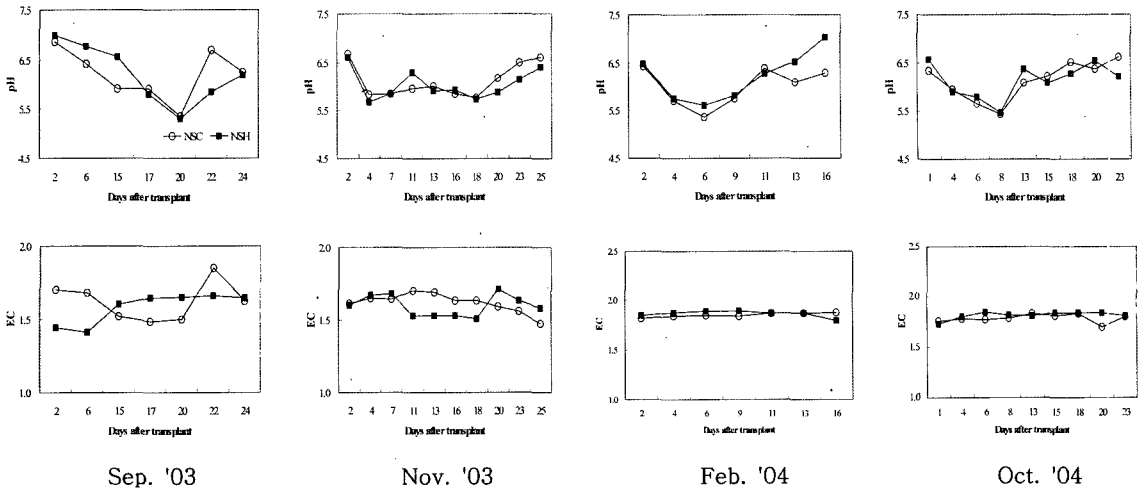 7.5
6.5
pH
5.5
4.5
NSC NSH
2 6 15 17 20 22 24
Days after transplant
7.5
6.5
pH
5.5
4.5
2 4 7 11 13 16 18 20 23 25
Days after transplant
7.5
6.5
pH
5.5
4.5
2 4 6 9 11 13 16
Days after transplant
7.5
6.5
pH
5.5
4.5
1 4 6 8 13 15 18 20 23
Days after transplant
2.0
EC
1.5
1.0
2 6 15 17 20 22 24
Days after transplant
2.0
EC
1.5
1.0
2 4 7 11 13 16 18 20 23 25
Days after transplant
2.5
2.0
EC
1.5
1.0
2 4 6 9 11 13 16
Days after transplant
2.5
2.0
EC
1.5
1.0
1 4 6 8 13 15 18 20 23
Days after transplant
Sep. '03 Nov. '03 Feb. '04 Oct. '04